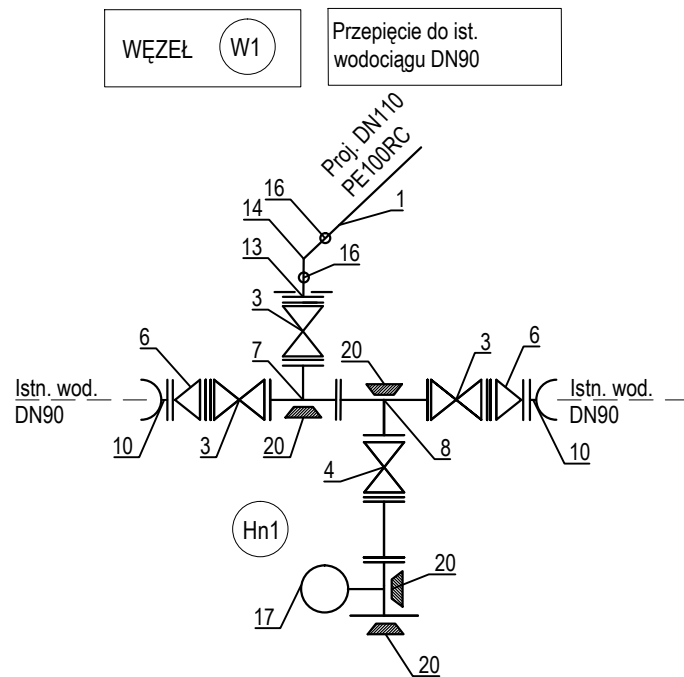 WĘZEŁ W1
Przepięcie do ist.
wodociągu DN90
Proj. DN110
PE100RC
16
1
14
16
13
3
6
7
20
3
6
Istn. wod.
DN90
Istn. wod.
DN90
10
3
20
8
10
4
Hn1
20
17
20